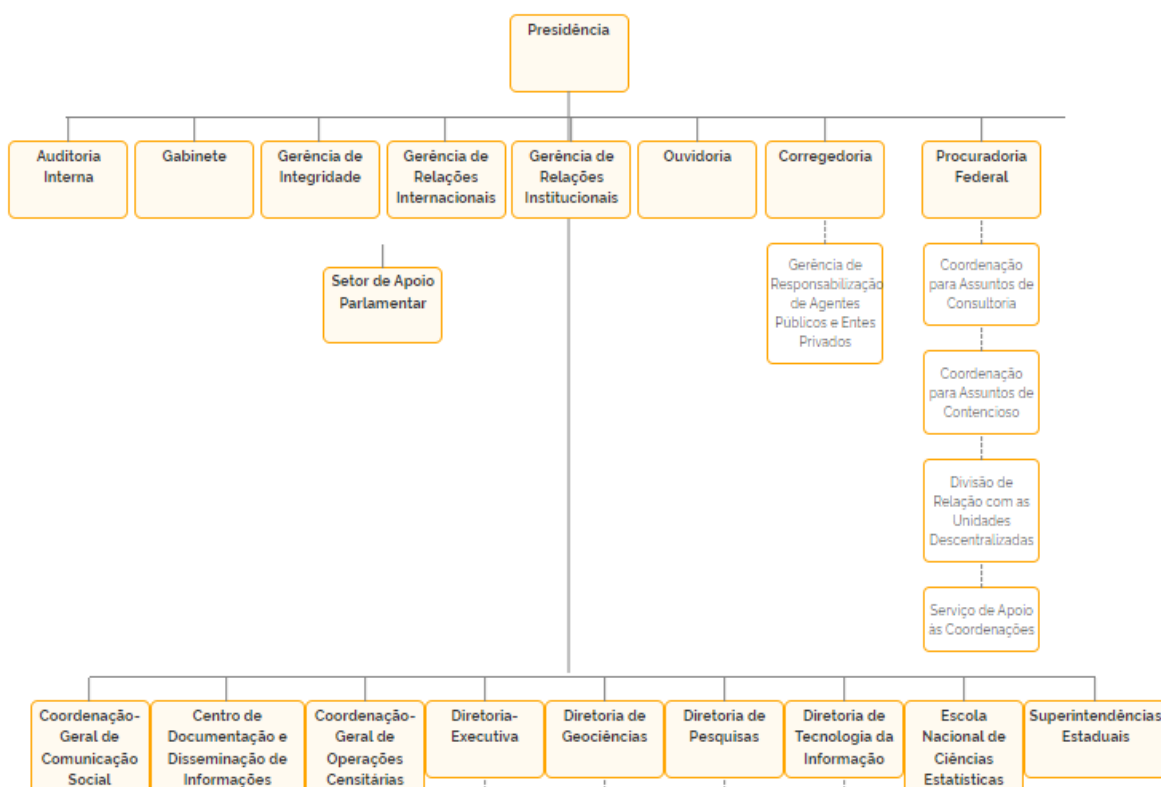 Presidência
Auditoria
Interna
Gabinete
Gerência de
Integridade
Gerência de
Relações
Internacionais
Gerência de
Relações
Institucionais
Ouvidoria
Corregedoria
Procuradoria
Federal
Setor de Apoio
Parlamentar
Gerência de
Responsabilização
de Agentes
Públicos e Entes
Privados
Coordenação
para Assuntos de
Consultoria
Coordenação
para Assuntos de
Contencioso
Divisão de
Relação com as
Unidades
Descentralizadas
Serviço de Apoio
às Coordenações
Coordenação-
Geral de
Comunicação
Social
Centro de
Documentação e
Disseminação de
Informações
Coordenação-
Geral de
Operações
Censitárias
Diretoria-
Executiva
Diretoria de
Geociências
Diretoria de
Pesquisas
Diretoria de
Tecnologia da
Informação
Escola
Nacional de
Ciências
Estatísticas
Superintendências
Estaduais